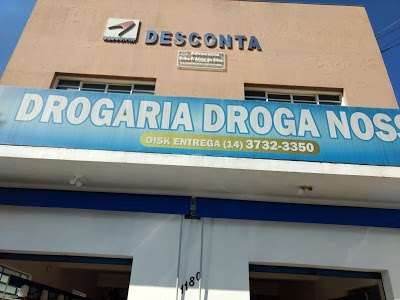 DESCONTA
DROGARIA DROGA NOSS
DISK ENTREGA (14) 3732-3350
1180